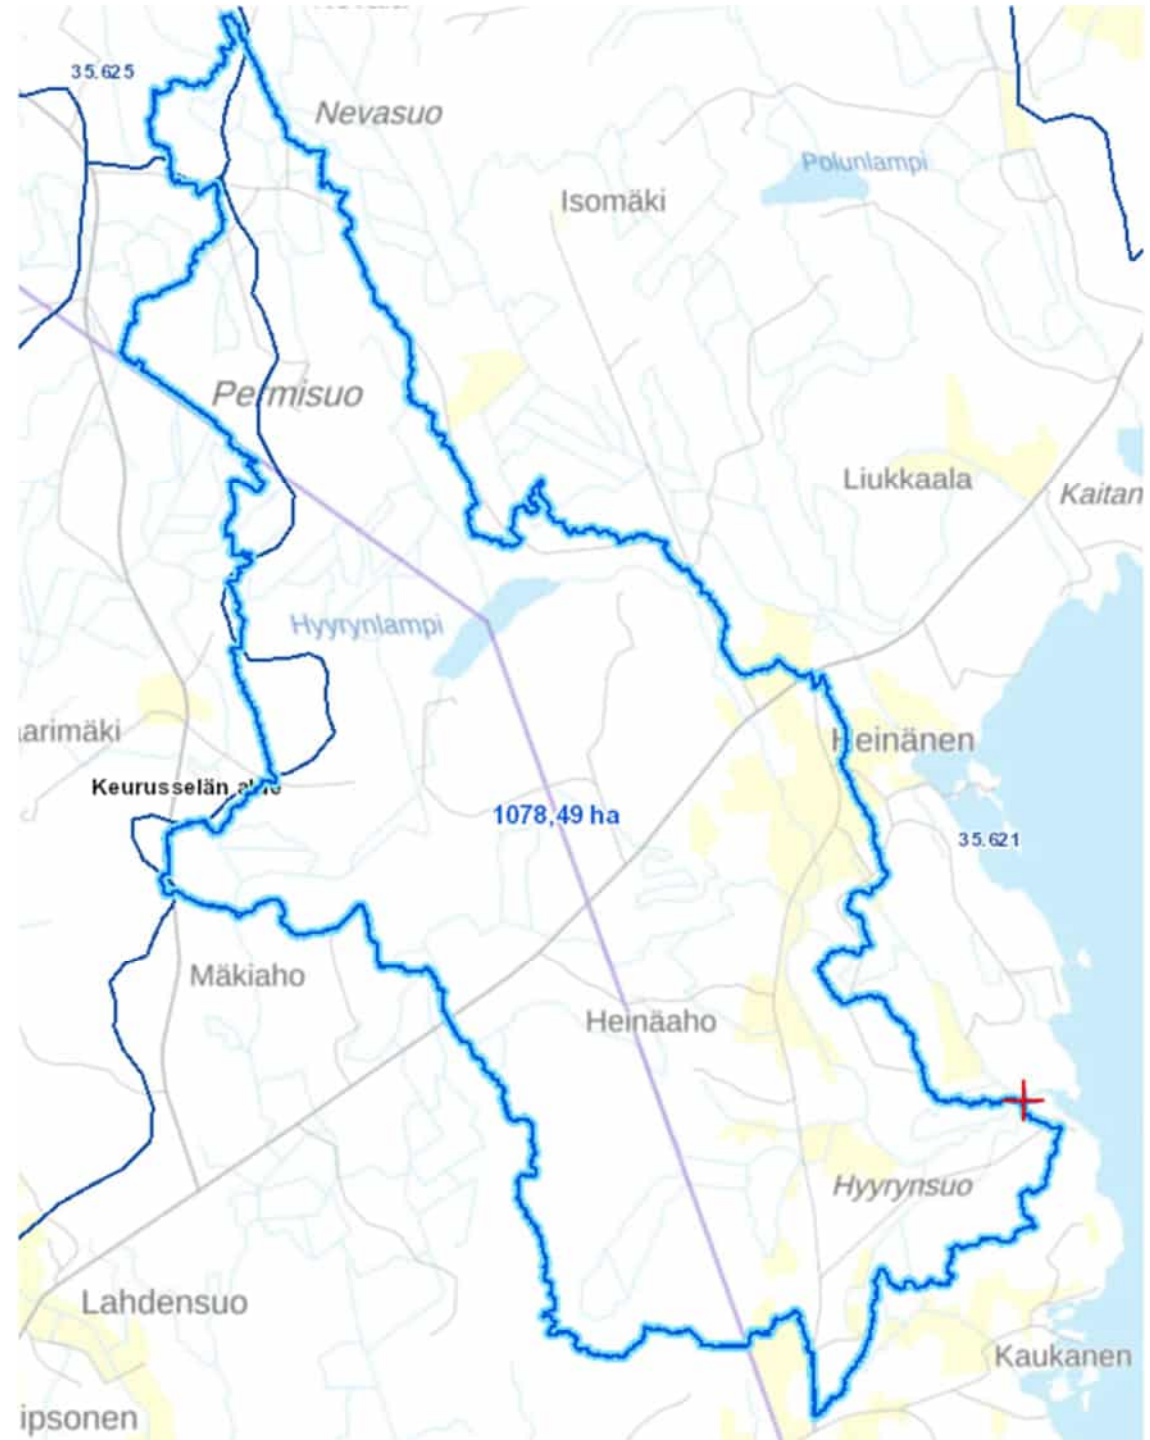 35.625
Nevasuo
Polunlampi
Isomäki
Permisuo
Liukkaala
Kaitan
Hyyrynlampi
arimäki
Heinänen
Keurusselän a
1078,49 ha
35.621
Mäkiaho
Heinäaho
Hyyrynsuo
Lahdensuo
Kaukanen
ipsonen